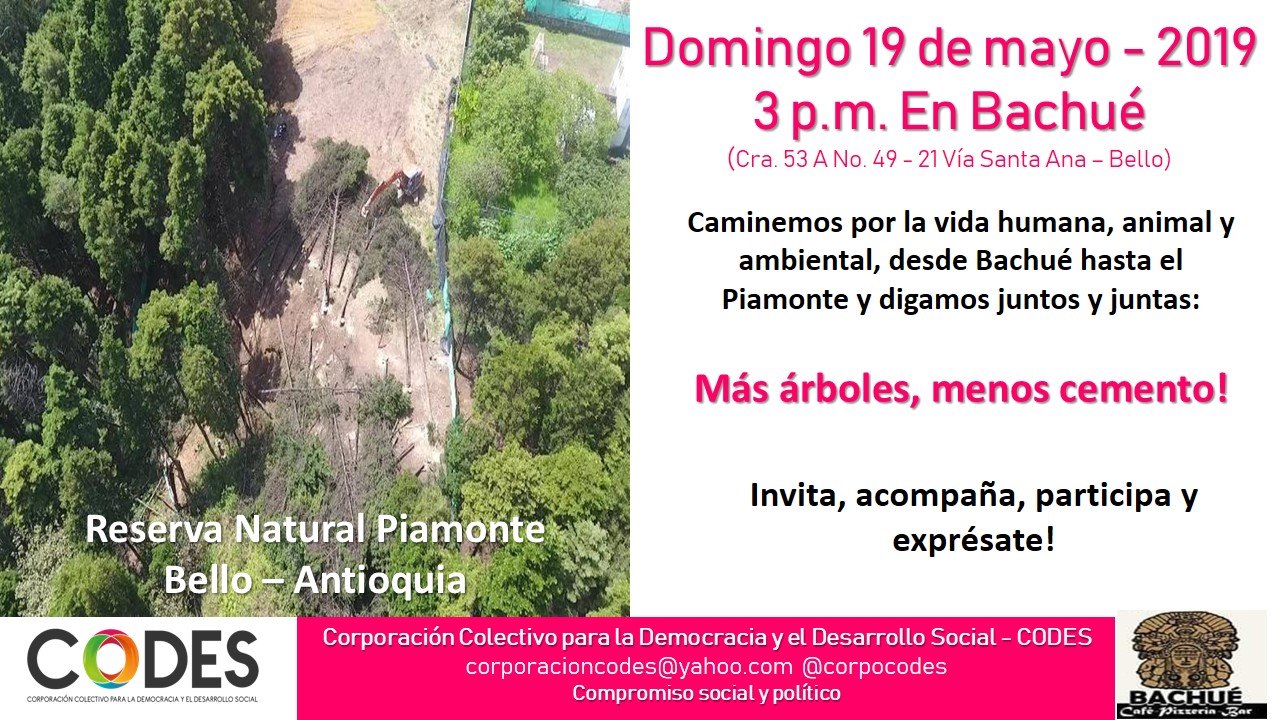 Domingo 19 de mayo - 2019
3 p.m. En Bachué
(Cra. 53 A No. 49 - 21 Vía Santa Ana – Bello)
Caminemos por la vida humana, animal y
ambiental, desde Bachué hasta el
Piamonte y digamos juntos y juntas:
Más árboles, menos cemento!
Invita, acompaña, participa y
exprésate!
Reserva Natural Piamonte
Bello – Antioquia
CODES
CORPORACIÓN COLECTIVO PARA LA DEMOCRACIA Y EL DESARROLLO SOCIAL
Corporación Colectivo para la Democracia y el Desarrollo Social - CODES
corporacioncodes@yahoo.com @corpocodes
Compromiso social y político
BACHUÉ
Café Pizzeria Bar